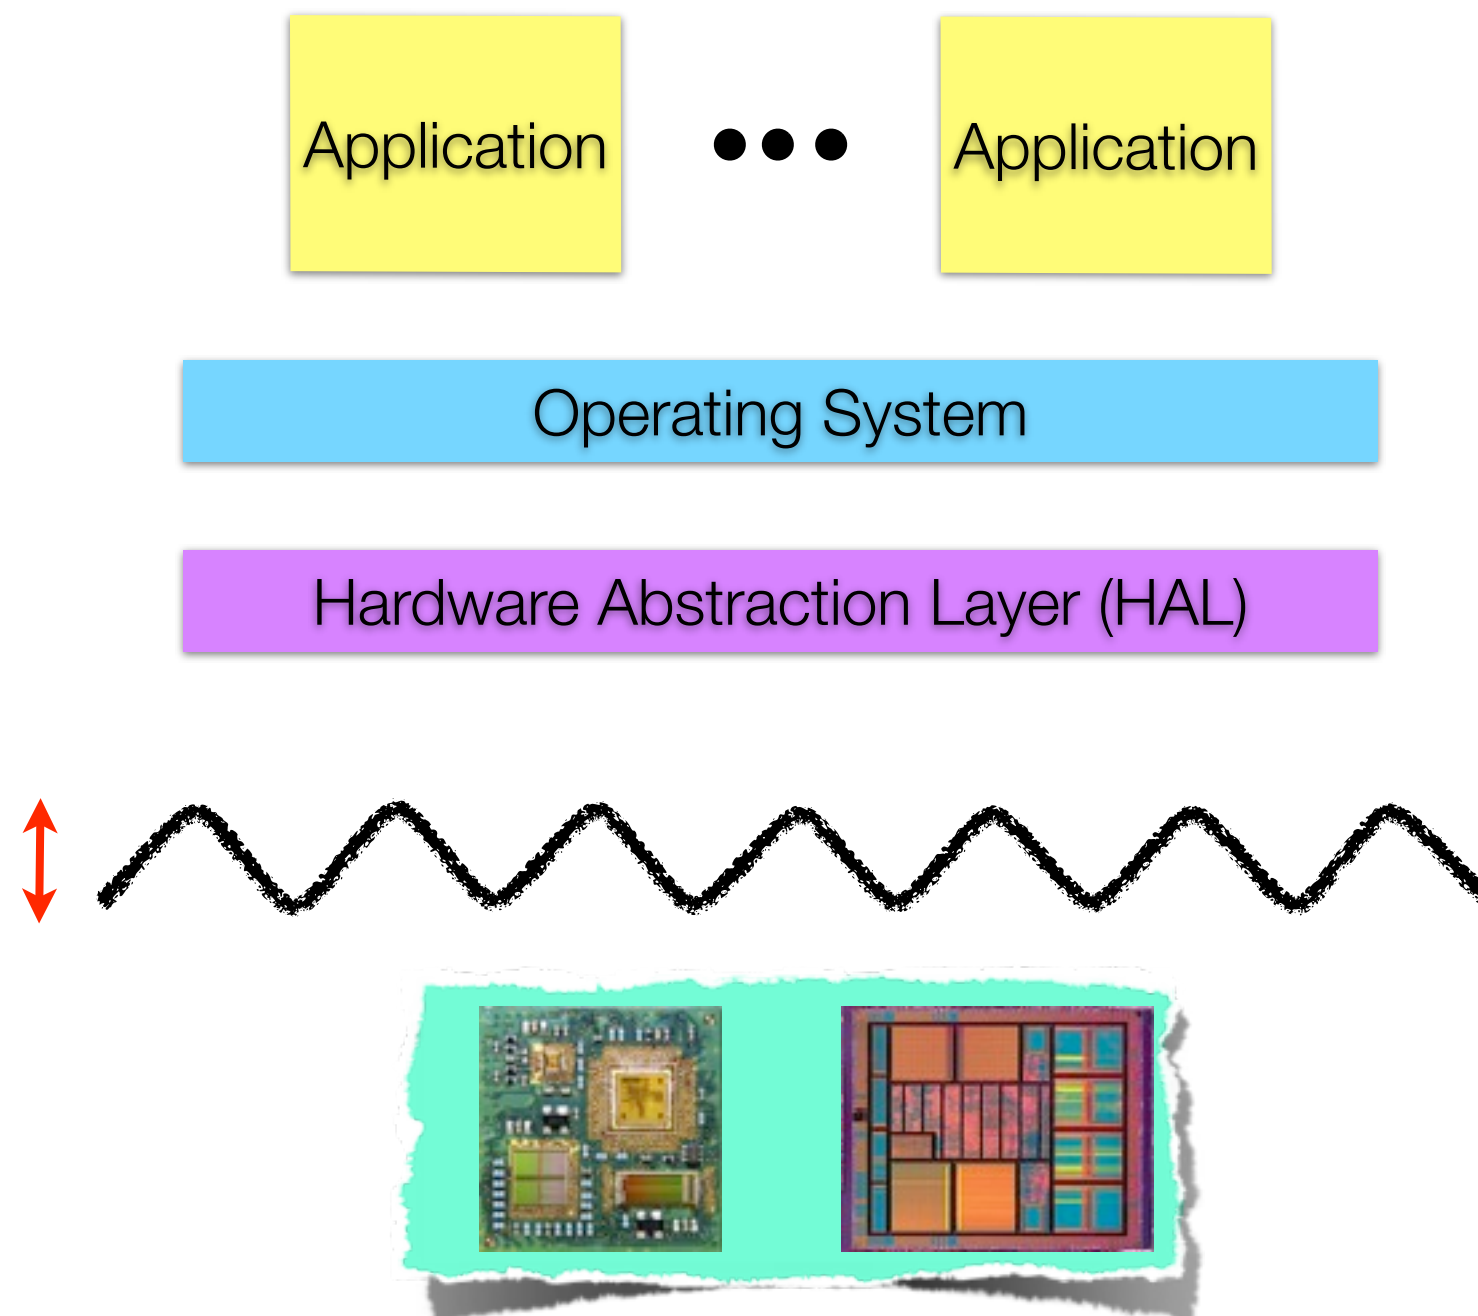 Application
Application
Operating System
Hardware Abstraction Layer (HAL)